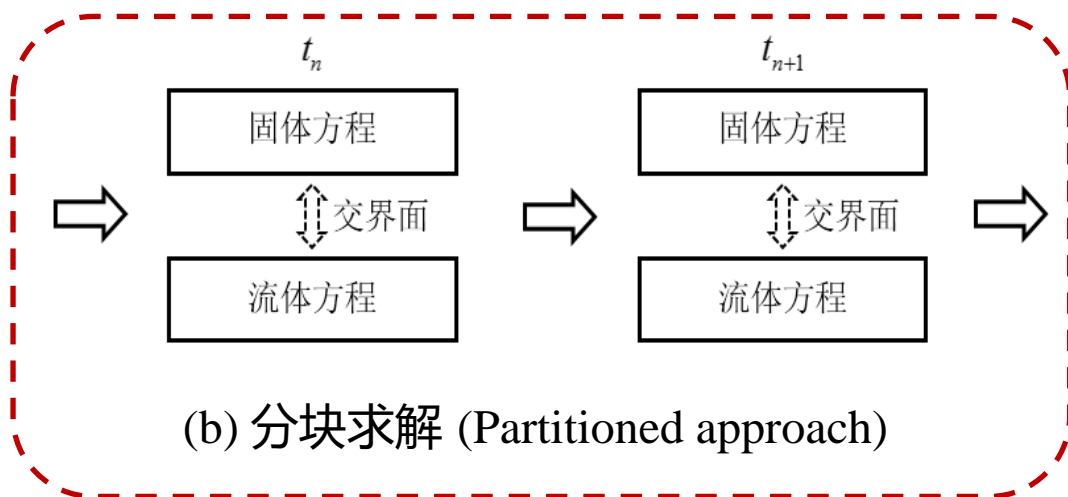 t_n t_{n+1}
固体方程 固体方程
交界面 交界面
流体方程 流体方程
(b) 分块求解 (Partitioned approach)